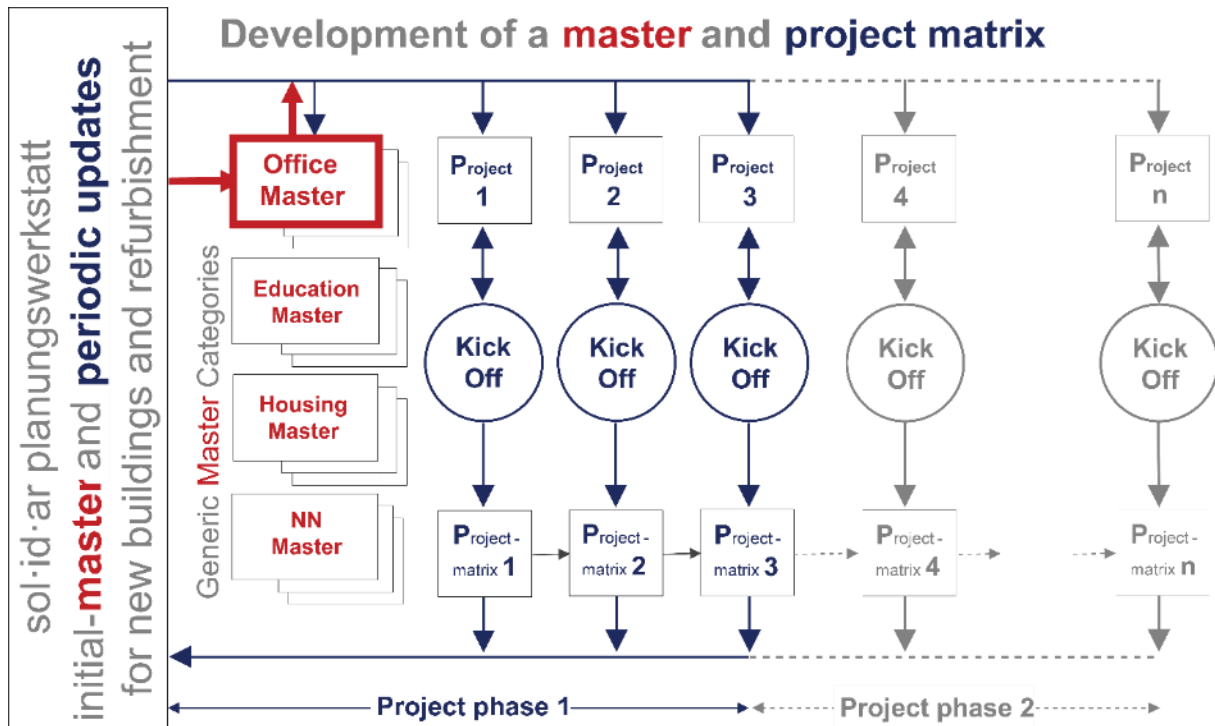 Development of a master and project matrix
sol·id·ar planungswerkstatt
initial-master and periodic updates
for new buildings and refurbishment
Generic Master Categories
Office
Master
Education
Master
Housing
Master
NN
Master
Project
1
Project
2
Project
3
Project
4
Project
n
Kick
Off
Kick
Off
Kick
Off
Kick
Off
Kick
Off
Project-
matrix 1
Project-
matrix 2
Project-
matrix 3
Project-
matrix 4
Project-
matrix n
Project phase 1
Project phase 2